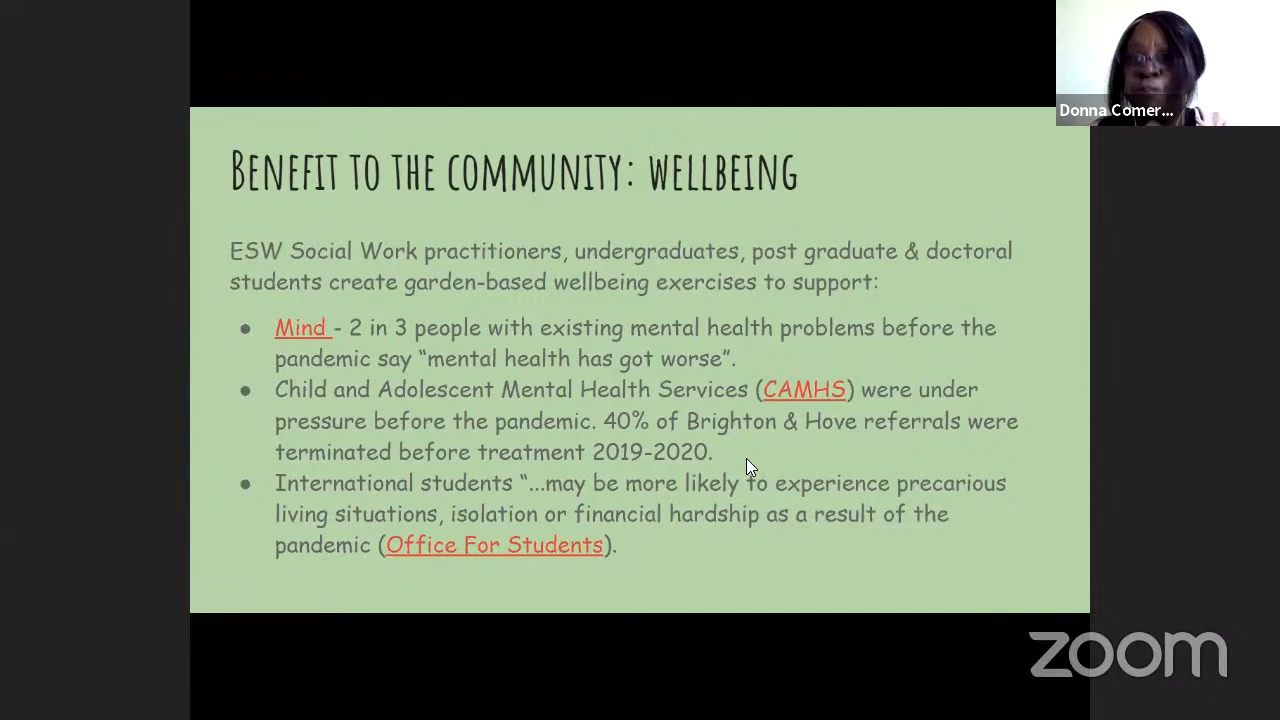 Donna Comer...
Benefit to the community: wellbeing
ESW Social Work practitioners, undergraduates, post graduate & doctoral
students create garden-based wellbeing exercises to support:
● Mind - 2 in 3 people with existing mental health problems before the
pandemic say “mental health has got worse”.
● Child and Adolescent Mental Health Services (CAMHS) were under
pressure before the pandemic. 40% of Brighton & Hove referrals were
terminated before treatment 2019-2020.
● International students “...may be more likely to experience precarious
living situations, isolation or financial hardship as a result of the
pandemic (Office For Students).
zoom